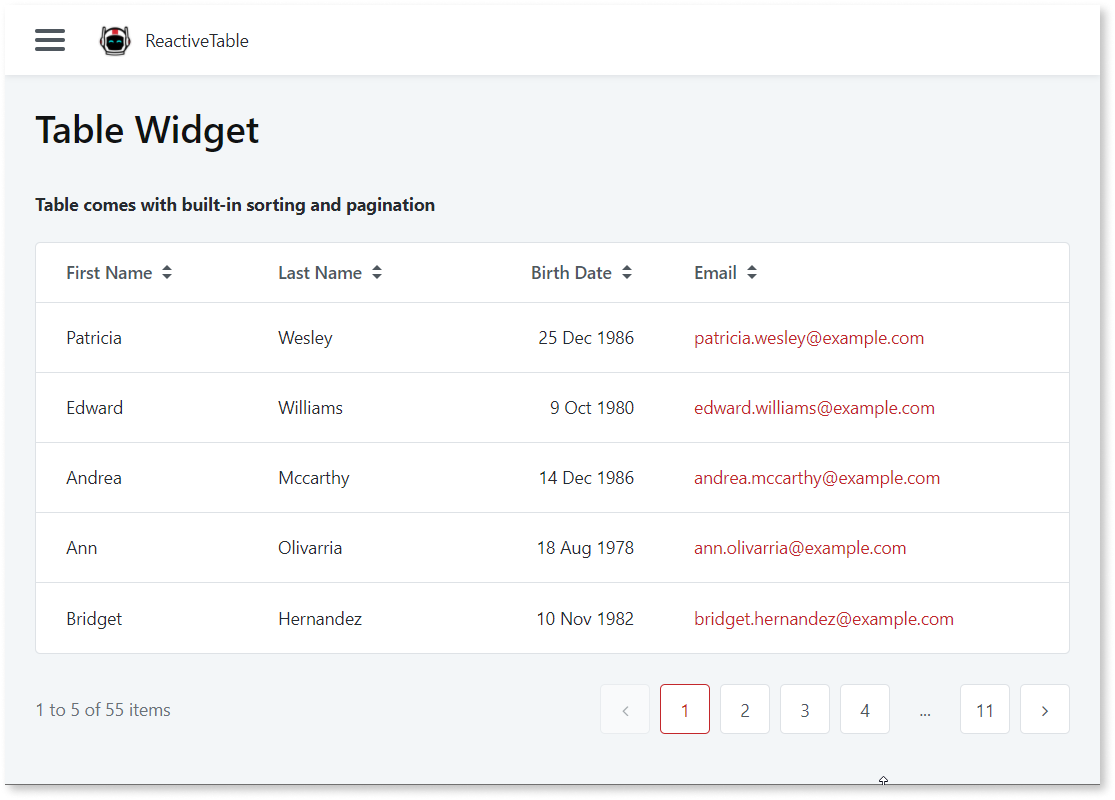 ReactiveTable
Table Widget
Table comes with built-in sorting and pagination
First Name Last Name Birth Date Email
Patricia Wesley 25 Dec 1986 patricia.wesley@example.com
Edward Williams 9 Oct 1980 edward.williams@example.com
Andrea Mccarthy 14 Dec 1986 andrea.mccarthy@example.com
Ann Olivarria 18 Aug 1978 ann.olivarria@example.com
Bridget Hernandez 10 Nov 1982 bridget.hernandez@example.com
1 to 5 of 55 items < 1 2 3 4 ... 11 >